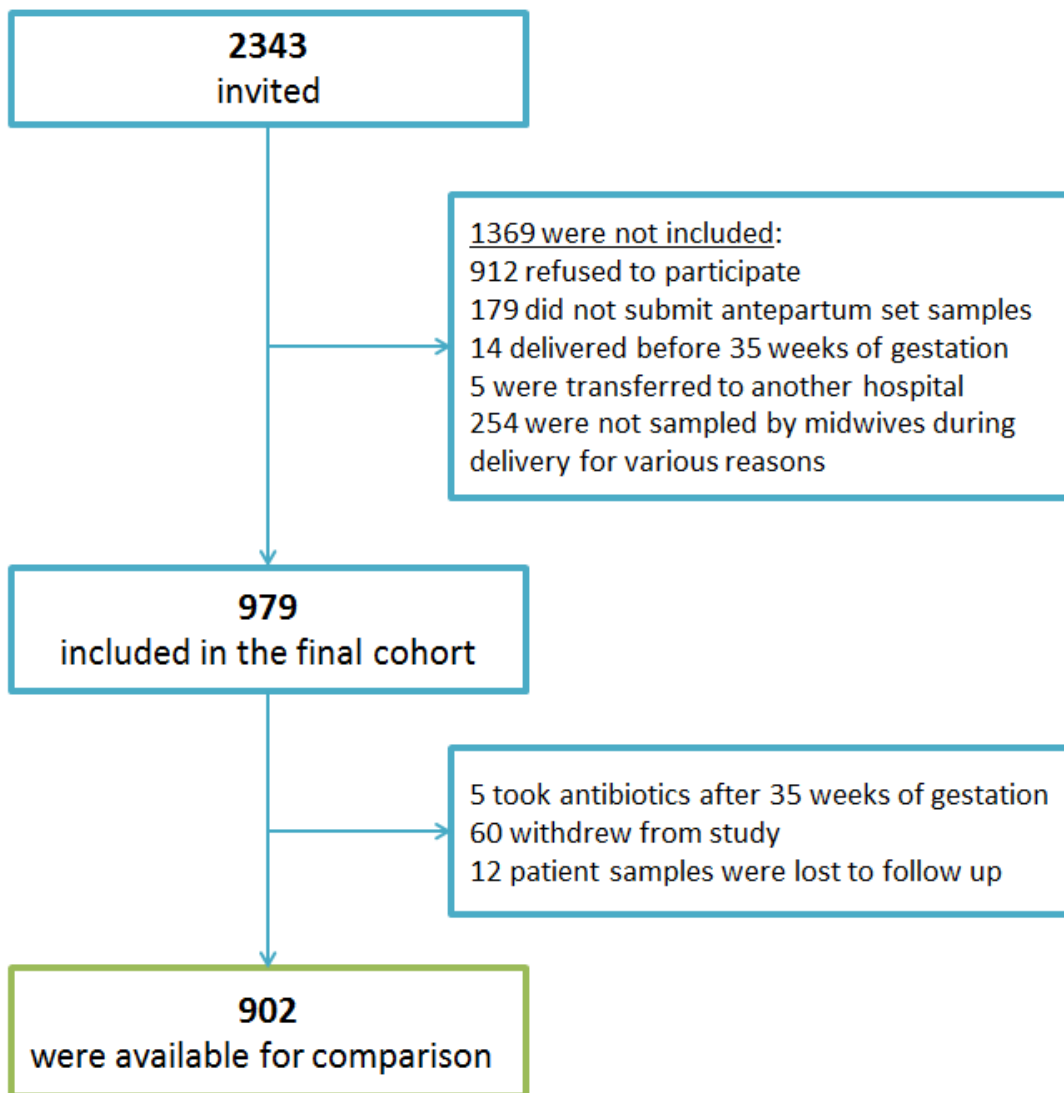 2343
invited
1369 were not included:
912 refused to participate
179 did not submit antepartum set samples
14 delivered before 35 weeks of gestation
5 were transferred to another hospital
254 were not sampled by midwives during
delivery for various reasons
979
included in the final cohort
5 took antibiotics after 35 weeks of gestation
60 withdrew from study
12 patient samples were lost to follow up
902
were available for comparison